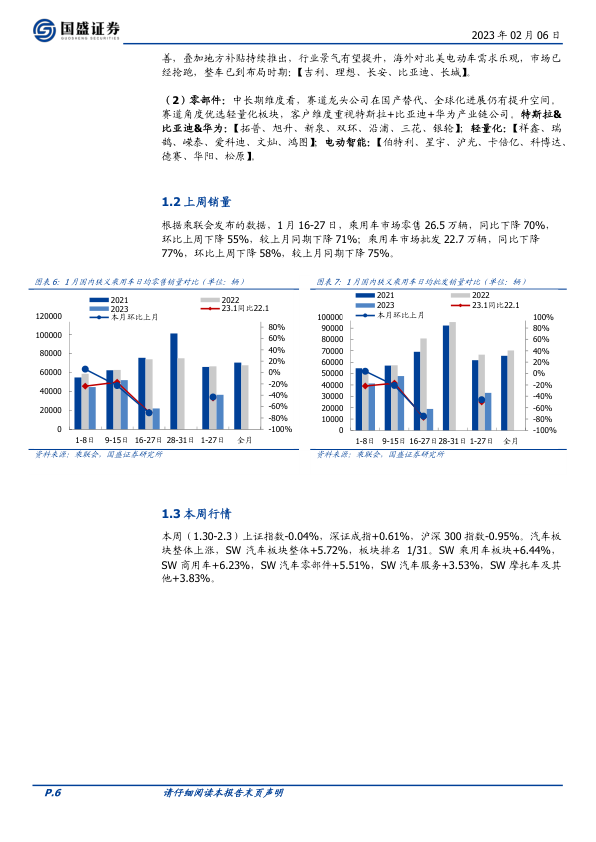 国盛证券
GUOSHENG SECURITIES
2023 年 02 月 06 日
善，叠加地方补贴持续推出，行业景气有望提升，海外对北美电动车需求乐观，市场已
经抢跑，整车已到布局时期：【吉利、理想、长安、比亚迪、长城】。
（2）零部件：中长期维度看，赛道龙头公司在国产替代、全球化进展仍有提升空间。
赛道角度优选轻量化板块，客户维度重视特斯拉+比亚迪+华为产业链公司。特斯拉&
比亚迪&华为：【拓普、旭升、新泉、双环、沿浦、三花、银轮】；轻量化：【祥鑫、瑞
鹄、嵘泰、爱科迪、文灿、鸿图】；电动智能：【伯特利、星宇、沪光、卡倍亿、科博达、
德赛、华阳、松原】。
1.2 上周销量
根据乘联会发布的数据，1 月 16-27 日，乘用车市场零售 26.5 万辆，同比下降 70%，
环比上周下降 55%，较上月同期下降 71%；乘用车市场批发 22.7 万辆，同比下降
77%，环比上周下降 58%，较上月同期下降 75%。
图表 6：1 月国内狭义乘用车日均零售销量对比（单位：辆）
2021
2022
2023
23.1同比22.1
本月环比上月
120000
100000
80000
60000
40000
20000
0
80%
60%
40%
20%
0%
-20%
-40%
-60%
-80%
-100%
1-8日 9-15日 16-27日 28-31日 1-27日 全月
资料来源：乘联会，国盛证券研究所
图表 7：1 月国内狭义乘用车日均批发销量对比（单位：辆）
2021
2022
2023
23.1同比22.1
本月环比上月
100000
90000
80000
70000
60000
50000
40000
30000
20000
10000
0
100%
80%
60%
40%
20%
0%
-20%
-40%
-60%
-80%
-100%
1-8日 9-15日 16-27日 28-31日 1-27日 全月
资料来源：乘联会，国盛证券研究所
1.3 本周行情
本周（1.30-2.3）上证指数-0.04%，深证成指+0.61%，沪深 300 指数-0.95%。汽车板
块整体上涨，SW 汽车板块整体+5.72%，板块排名 1/31。SW 乘用车板块+6.44%，
SW 商用车+6.23%，SW 汽车零部件+5.51%，SW 汽车服务+3.53%，SW 摩托车及其
他+3.83%。
P.6
请仔细阅读本报告末页声明